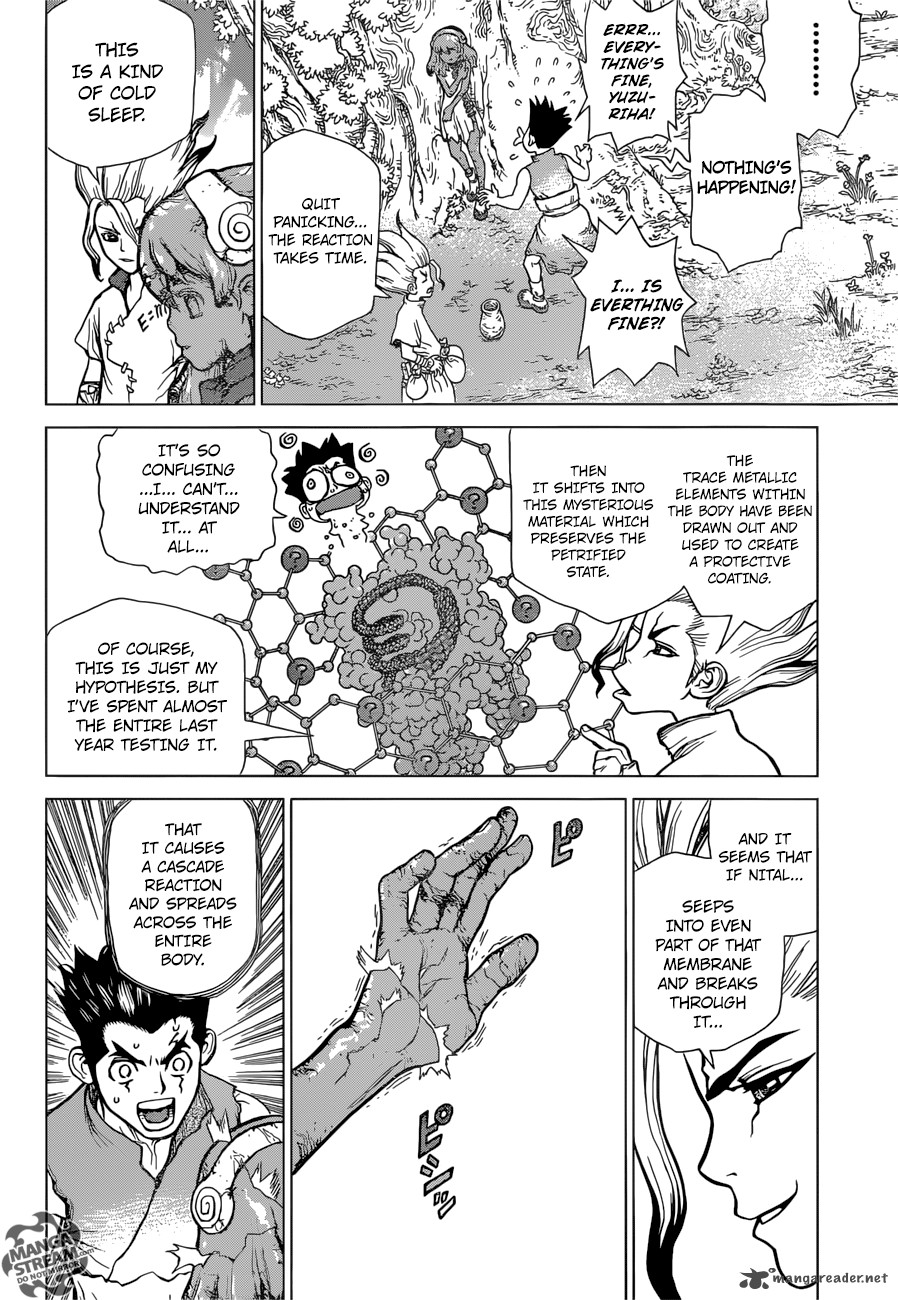 ..........
NOTHING'S
HAPPENING!
ERRR...
EVERY-
THING'S
FINE,
YUZU-
RIHA!
I... IS
EVERTHING
FINE?!
QUIT
PANICKING...
THE REACTION
TAKES TIME.
THIS
IS A KIND
OF COLD
SLEEP.
E=m
THE
TRACE METALLIC
ELEMENTS WITHIN
THE BODY HAVE BEEN
DRAWN OUT AND
USED TO CREATE
A PROTECTIVE
COATING.
THEN
IT SHIFTS INTO
THIS MYSTERIOUS
MATERIAL WHICH
PRESERVES THE
PETRIFIED
STATE.
IT'S SO
CONFUSING
...I... CAN'T...
UNDERSTAND
IT... AT
ALL...
?
?
?
?
?
?
?
?
?
OF COURSE,
THIS IS JUST MY
HYPOTHESIS. BUT
I'VE SPENT ALMOST
THE ENTIRE LAST
YEAR TESTING IT.
AND IT
SEEMS THAT
IF NITAL...
SEEPS
INTO EVEN
PART OF THAT
MEMBRANE
AND BREAKS
THROUGH
IT...
ピ
ピシッ
THAT
IT CAUSES
A CASCADE
REACTION
AND SPREADS
ACROSS THE
ENTIRE
BODY.
MANGA
STREAM.com
DO NOT MIRROR
mangareader.net